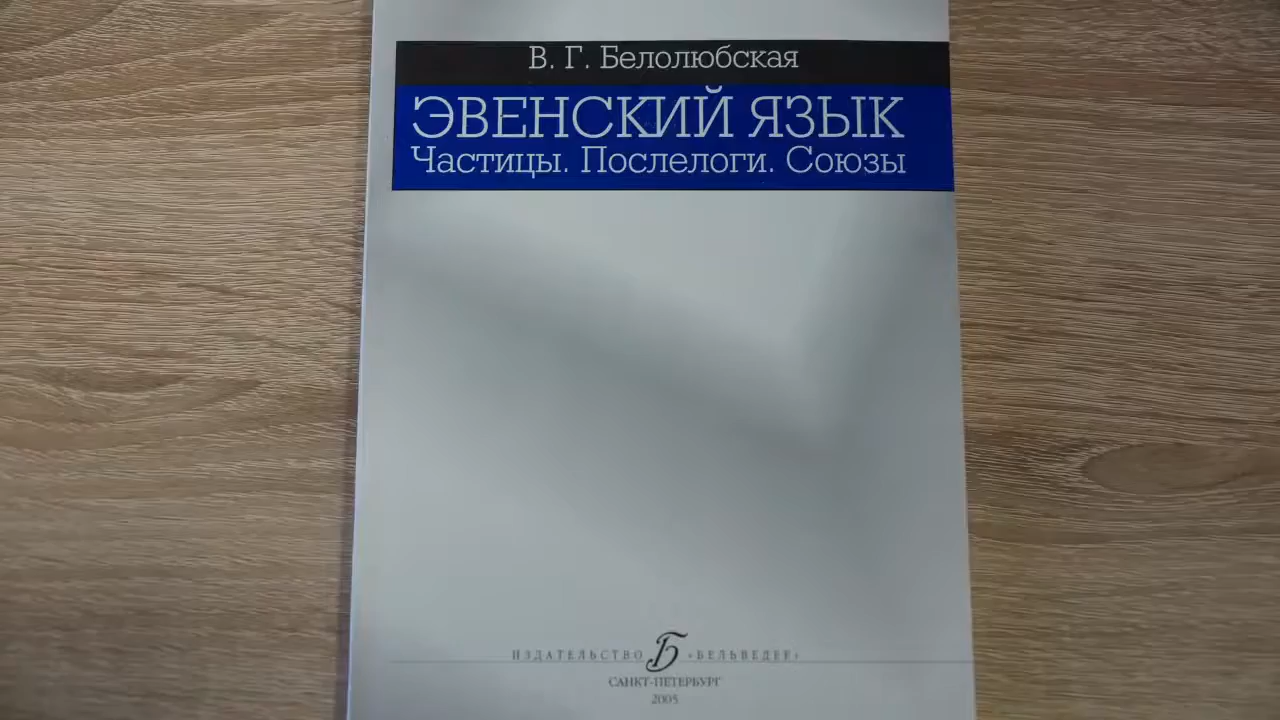 В. Г. Белолюбская
ЭВЕНСКИЙ ЯЗЫК
Частицы. Послелоги. Союзы
ИЗДАТЕЛЬСТВО Б «БЕЛЬВЕДЕР»
САНКТ-ПЕТЕРБУРГ
2005